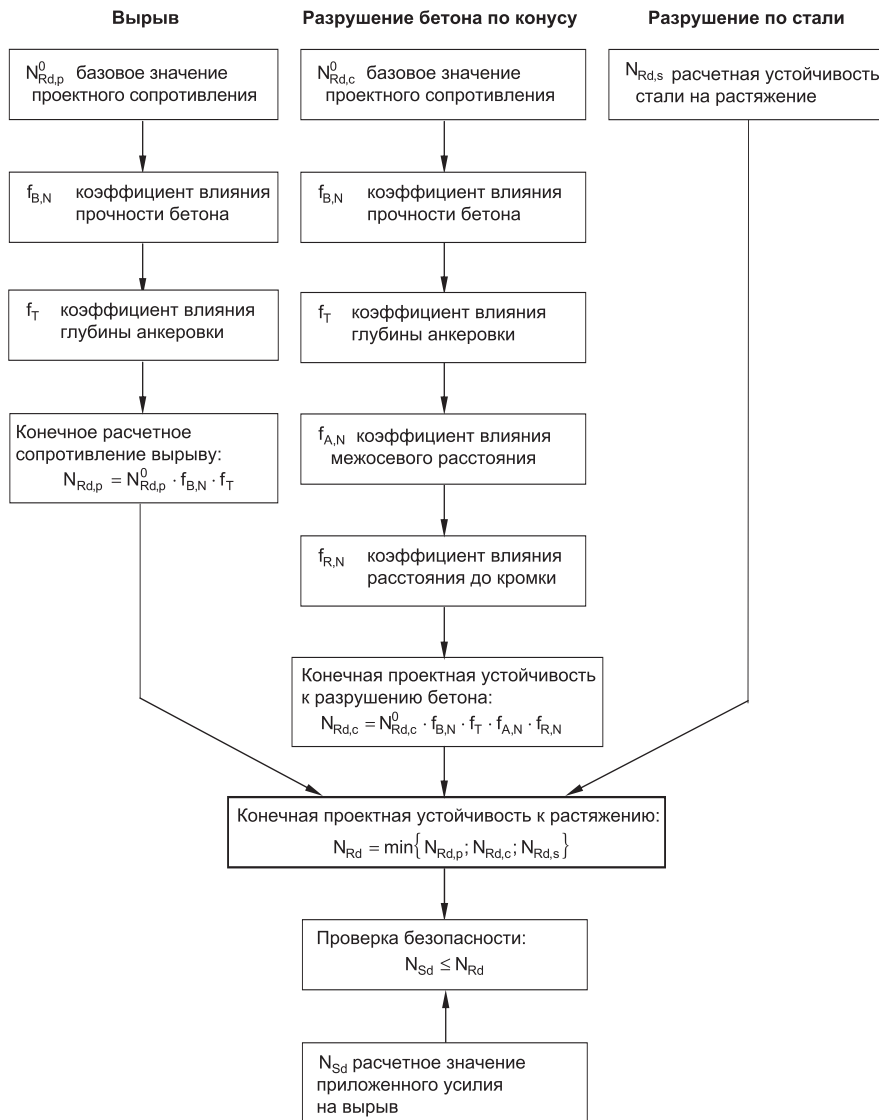 Вырыв
N⁰Rd,p базовое значение
проектного сопротивления
fB,N коэффициент влияния
прочности бетона
fT коэффициент влияния
глубины анкеровки
Конечное расчетное
сопротивление вырыву:
NRd,p = N⁰Rd,p · fB,N · fT
Разрушение бетона по конусу
N⁰Rd,c базовое значение
проектного сопротивления
fB,N коэффициент влияния
прочности бетона
fT коэффициент влияния
глубины анкеровки
fA,N коэффициент влияния
межосевого расстояния
fR,N коэффициент влияния
расстояния до кромки
Конечная проектная устойчивость
к разрушению бетона:
NRd,c = N⁰Rd,c · fB,N · fT · fA,N · fR,N
Разрушение по стали
NRd,s расчетная устойчивость
стали на растяжение
Конечная проектная устойчивость к растяжению:
NRd = min{NRd,p; NRd,c; NRd,s}
Проверка безопасности:
NSd ≤ NRd
NSd расчетное значение
приложенного усилия
на вырыв